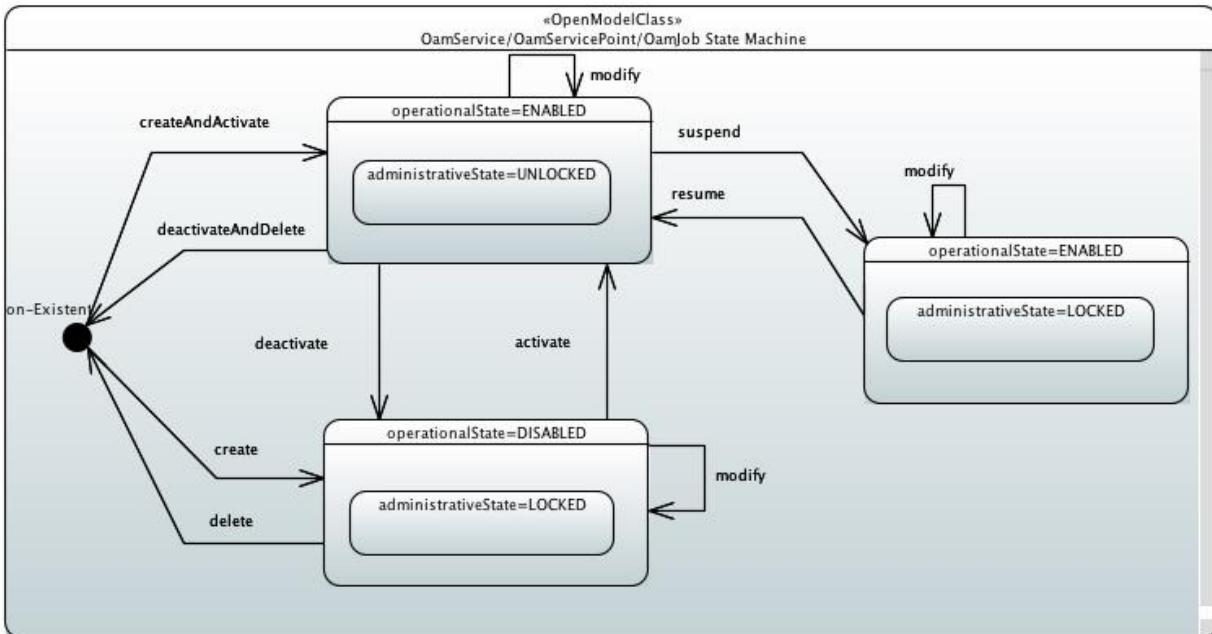 «OpenModelClass»
OamService/OamServicePoint/OamJob State Machine
modify
operationalState=ENABLED
createAndActivate
suspend
administrativeState=UNLOCKED
modify
resume
deactivateAndDelete
operationalState=ENABLED
on-Existent
administrativeState=LOCKED
deactivate
activate
operationalState=DISABLED
create
modify
administrativeState=LOCKED
delete